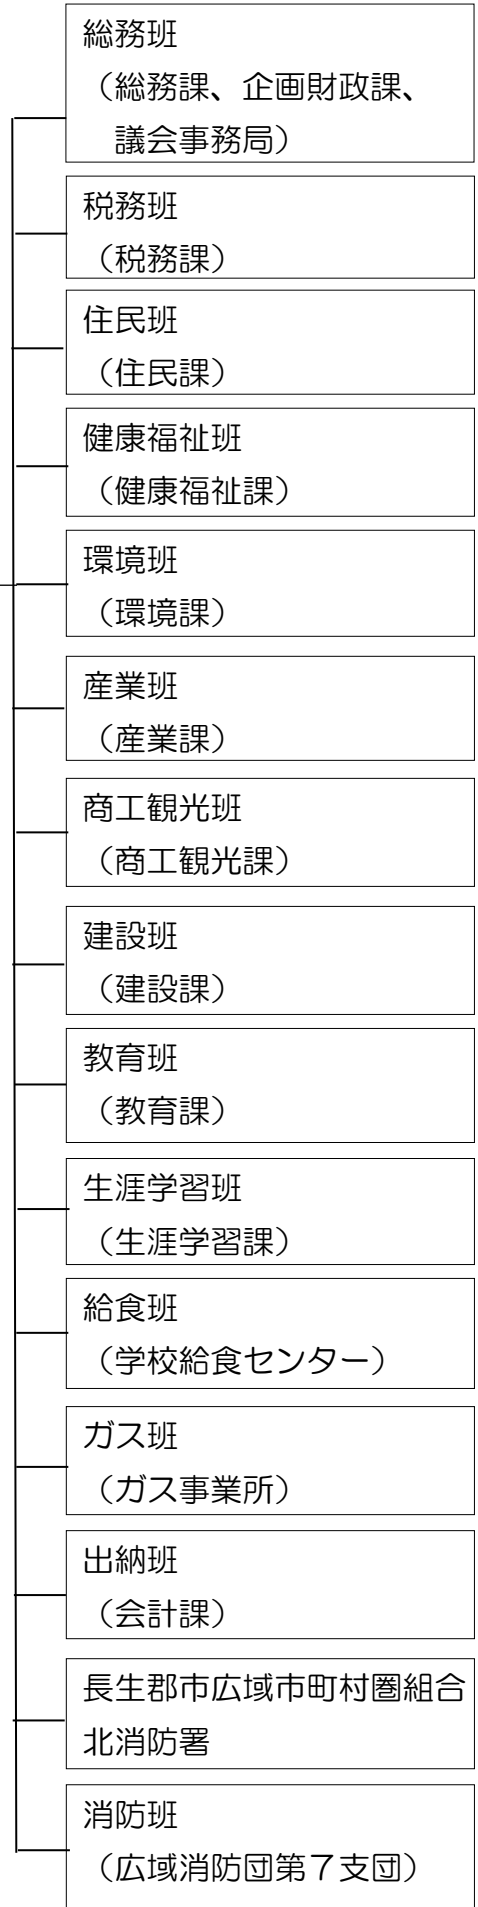 総務班
（総務課、企画財政課、
議会事務局）
税務班
（税務課）
住民班
（住民課）
健康福祉班
（健康福祉課）
環境班
（環境課）
産業班
（産業課）
商工観光班
（商工観光課）
建設班
（建設課）
教育班
（教育課）
生涯学習班
（生涯学習課）
給食班
（学校給食センター）
ガス班
（ガス事業所）
出納班
（会計課）
長生郡市広域市町村圏組合
北消防署
消防班
（広域消防団第７支団）